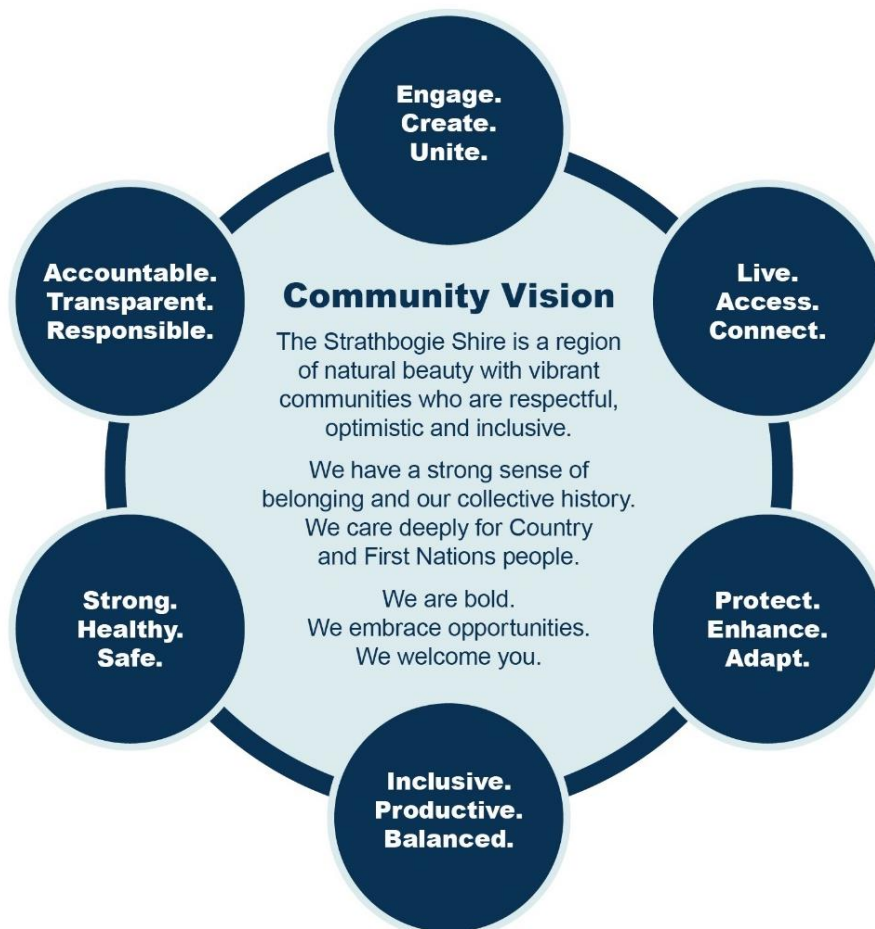 Engage.
Create.
Unite.
Accountable.
Transparent.
Responsible.
Live.
Access.
Connect.
Community Vision
The Strathbogie Shire is a region
of natural beauty with vibrant
communities who are respectful,
optimistic and inclusive.
We have a strong sense of
belonging and our collective history.
We care deeply for Country
and First Nations people.
We are bold.
We embrace opportunities.
We welcome you.
Strong.
Healthy.
Safe.
Protect.
Enhance.
Adapt.
Inclusive.
Productive.
Balanced.